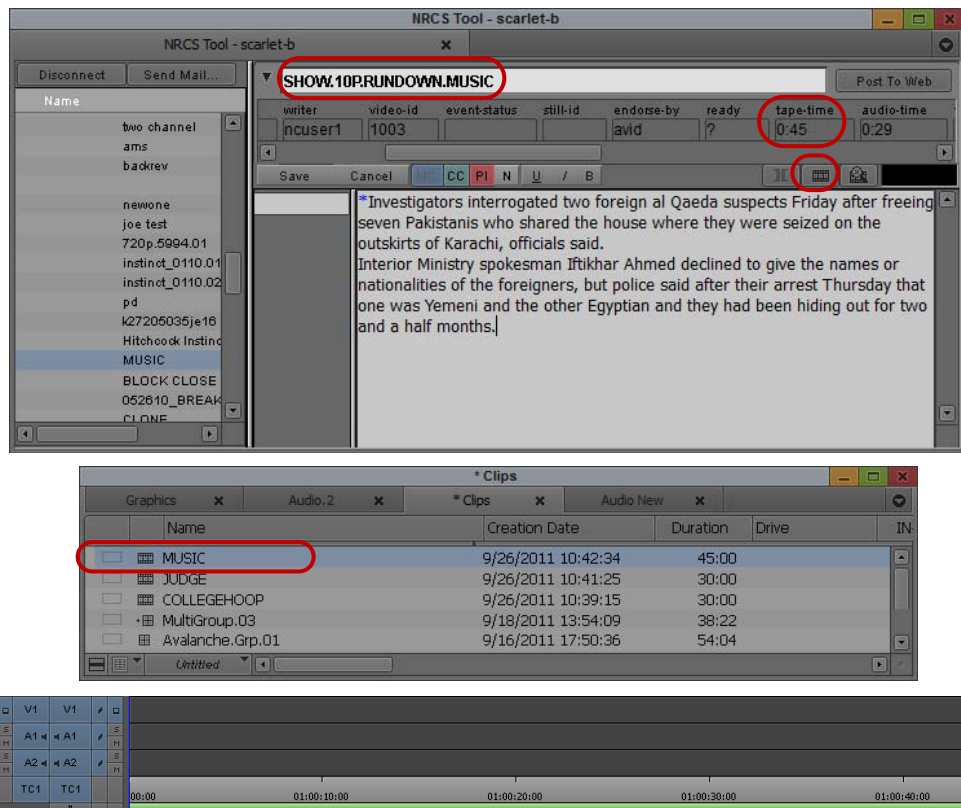 NRCS Tool - scarlet-b
NRCS Tool - scarlet-b
Disconnect Send Mail...
Name
two channel
ams
backrev
newone
joe test
720p.5994.01
instinct_0110.01
instinct_0110.02
pd
k27205035je16
Hitchcock Instinc
MUSIC
BLOCK CLOSE
052610_BREAK
CLONE
SHOW.10P.RUNDOWN.MUSIC Post To Web
writer video-id event-status still-id endorse-by ready tape-time audio-time
ncuser1 1003 avid ? 0:45 0:29
Save Cancel CC PI N U / B
*Investigators interrogated two foreign al Qaeda suspects Friday after freeing
seven Pakistanis who shared the house where they were seized on the
outskirts of Karachi, officials said.
Interior Ministry spokesman Iftikhar Ahmed declined to give the names or
nationalities of the foreigners, but police said after their arrest Thursday that
one was Yemeni and the other Egyptian and they had been hiding out for two
and a half months.
* Clips
Graphics Audio.2 * Clips Audio New
Name Creation Date Duration Drive IN-
MUSIC 9/26/2011 10:42:34 45:00
JUDGE 9/26/2011 10:41:25 30:00
COLLEGEHOOP 9/26/2011 10:39:15 30:00
MultiGroup.03 9/18/2011 13:54:09 38:22
Avalanche.Grp.01 9/16/2011 17:50:36 54:04
Untitled
V1 V1
S A1 A1 S
M M
S A2 A2 S
M M
TC1 TC1
00:00 01:00:10:00 01:00:20:00 01:00:30:00 01:00:40:00